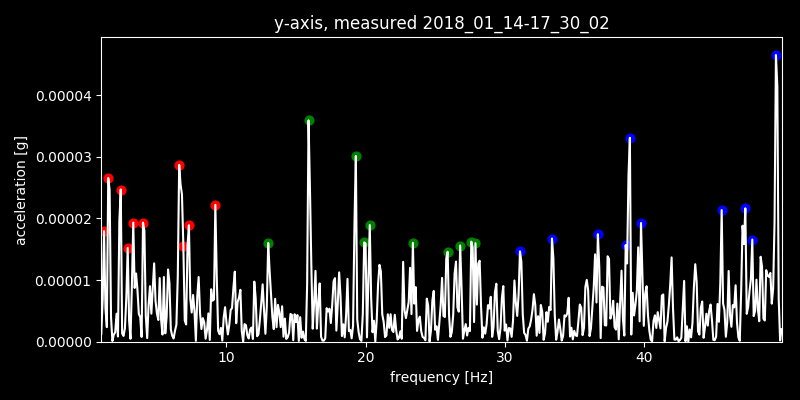 y-axis, measured 2018_01_14-17_30_02
acceleration [g]
0.00004
0.00003
0.00002
0.00001
0.00000
10 20 30 40
frequency [Hz]